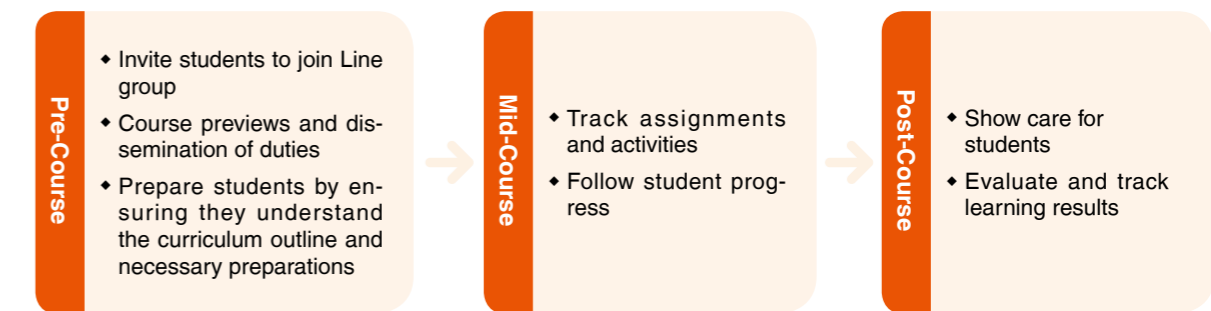 Pre-Course
◆ Invite students to join Line
group
◆ Course previews and dis-
semination of duties
◆ Prepare students by en-
suring they understand
the curriculum outline and
necessary preparations
Mid-Course
◆ Track assignments
and activities
◆ Follow student prog-
ress
Post-Course
◆ Show care for
students
◆ Evaluate and track
learning results